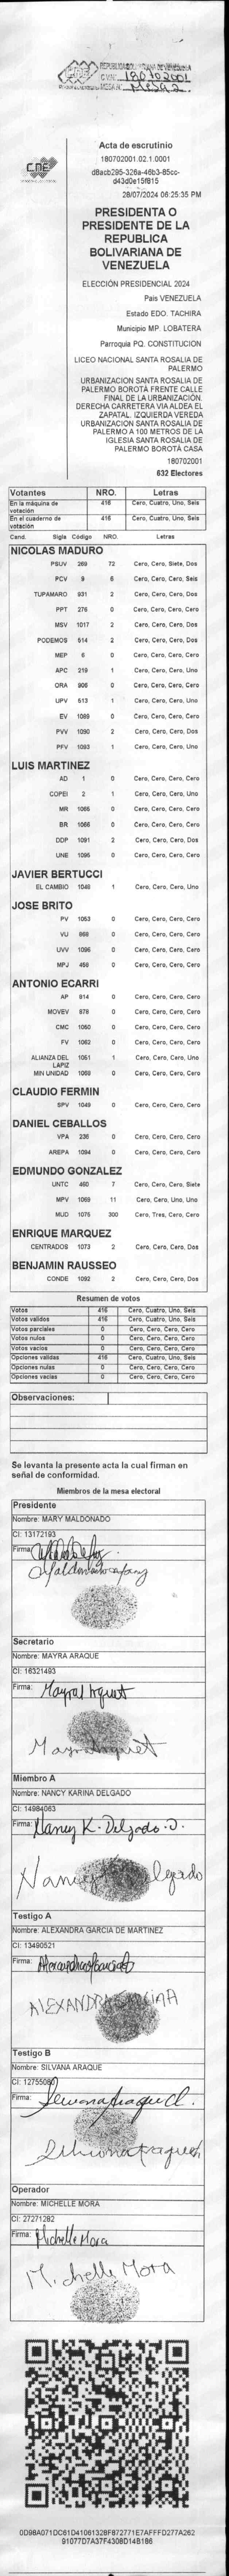 180702001
MESA 2
CNE
Acta de escrutinio
180702001.02.1.0001
d8acb295-326a-46b3-85cc-
d43d0e15f815
28/07/2024 06:25:35 PM
PRESIDENTA O
PRESIDENTE DE LA
REPUBLICA
BOLIVARIANA DE
VENEZUELA
ELECCIÓN PRESIDENCIAL 2024
Pais VENEZUELA
Estado EDO. TACHIRA
Municipio MP. LOBATERA
Parroquia PQ. CONSTITUCION
LICEO NACIONAL SANTA ROSALIA DE
PALERMO
URBANIZACION SANTA ROSALIA DE
PALERMO BOROTÁ FRENTE CALLE
FINAL DE LA URBANIZACIÓN.
DERECHA CARRETERA VIA ALDEA EL
ZAPATAL. IZQUIERDA VEREDA
URBANIZACION SANTA ROSALIA DE
PALERMO A 100 METROS DE LA
IGLESIA SANTA ROSALIA DE
PALERMO BOROTÁ CASA
180702001
632 Electores
Votantes NRO. Letras
En la máquina de votación 416 Cero, Cuatro, Uno, Seis
En el cuaderno de votación 416 Cero, Cuatro, Uno, Seis
Cand. Sigla Código NRO. Letras
NICOLAS MADURO
PSUV 269 72 Cero, Cero, Siete, Dos
PCV 9 6 Cero, Cero, Cero, Seis
TUPAMARO 931 2 Cero, Cero, Cero, Dos
PPT 276 0 Cero, Cero, Cero, Cero
MSV 1017 2 Cero, Cero, Cero, Dos
PODEMOS 514 2 Cero, Cero, Cero, Dos
MEP 6 0 Cero, Cero, Cero, Cero
APC 219 1 Cero, Cero, Cero, Uno
ORA 906 0 Cero, Cero, Cero, Cero
UPV 513 1 Cero, Cero, Cero, Uno
EV 1089 0 Cero, Cero, Cero, Cero
PVV 1090 2 Cero, Cero, Cero, Dos
PFV 1093 1 Cero, Cero, Cero, Uno
LUIS MARTINEZ
AD 1 0 Cero, Cero, Cero, Cero
COPEI 2 1 Cero, Cero, Cero, Uno
MR 1065 0 Cero, Cero, Cero, Cero
BR 1066 0 Cero, Cero, Cero, Cero
DDP 1091 2 Cero, Cero, Cero, Dos
UNE 1095 0 Cero, Cero, Cero, Cero
JAVIER BERTUCCI
EL CAMBIO 1048 1 Cero, Cero, Cero, Uno
JOSE BRITO
PV 1053 0 Cero, Cero, Cero, Cero
VU 868 0 Cero, Cero, Cero, Cero
UVV 1096 0 Cero, Cero, Cero, Cero
MPJ 456 0 Cero, Cero, Cero, Cero
ANTONIO ECARRI
AP 814 0 Cero, Cero, Cero, Cero
MOVEV 878 0 Cero, Cero, Cero, Cero
CMC 1060 0 Cero, Cero, Cero, Cero
FV 1062 0 Cero, Cero, Cero, Cero
ALIANZA DEL LAPIZ 1051 1 Cero, Cero, Cero, Uno
MIN UNIDAD 1068 0 Cero, Cero, Cero, Cero
CLAUDIO FERMIN
SPV 1049 0 Cero, Cero, Cero, Cero
DANIEL CEBALLOS
VPA 236 0 Cero, Cero, Cero, Cero
AREPA 1094 0 Cero, Cero, Cero, Cero
EDMUNDO GONZALEZ
UNTC 460 7 Cero, Cero, Cero, Siete
MPV 1069 11 Cero, Cero, Uno, Uno
MUD 1075 300 Cero, Tres, Cero, Cero
ENRIQUE MARQUEZ
CENTRADOS 1073 2 Cero, Cero, Cero, Dos
BENJAMIN RAUSSEO
CONDE 1092 2 Cero, Cero, Cero, Dos
Resumen de votos
Votos 416 Cero, Cuatro, Uno, Seis
Votos validos 416 Cero, Cuatro, Uno, Seis
Votos parciales 0 Cero, Cero, Cero, Cero
Votos nulos 0 Cero, Cero, Cero, Cero
Votos vacios 0 Cero, Cero, Cero, Cero
Opciones validas 416 Cero, Cuatro, Uno, Seis
Opciones nulas 0 Cero, Cero, Cero, Cero
Opciones vacias 0 Cero, Cero, Cero, Cero
Observaciones:
Se levanta la presente acta la cual firman en
señal de conformidad.
Miembros de la mesa electoral
Presidente
Nombre: MARY MALDONADO
CI: 13172193
Firma:
Secretario
Nombre: MAYRA ARAQUE
CI: 16321493
Firma:
Miembro A
Nombre: NANCY KARINA DELGADO
CI: 14984063
Firma: Nancy K. Delgado. D.
Nancy Delgado
Testigo A
Nombre: ALEXANDRA GARCIA DE MARTINEZ
CI: 13490521
Firma:
ALEXANDRA GARCIA
Testigo B
Nombre: SILVANA ARAQUE
CI: 12755060
Firma:
Operador
Nombre: MICHELLE MORA
CI: 27271282
Firma: Michelle Mora
Michelle Mora
0D98A071DC61D41061328F872771E7AFFFD277A262
91077D7A37F4308D14B186